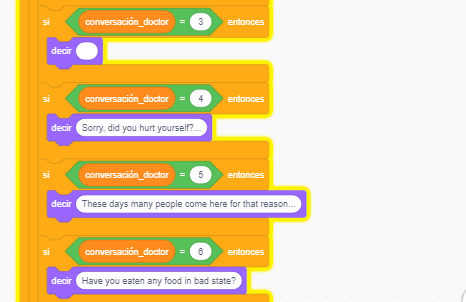 si conversación_doctor = 3 entonces
decir
si conversación_doctor = 4 entonces
decir Sorry, did you hurt yourself?...
si conversación_doctor = 5 entonces
decir These days many people come here for that reason...
si conversación_doctor = 6 entonces
decir Have you eaten any food in bad state?